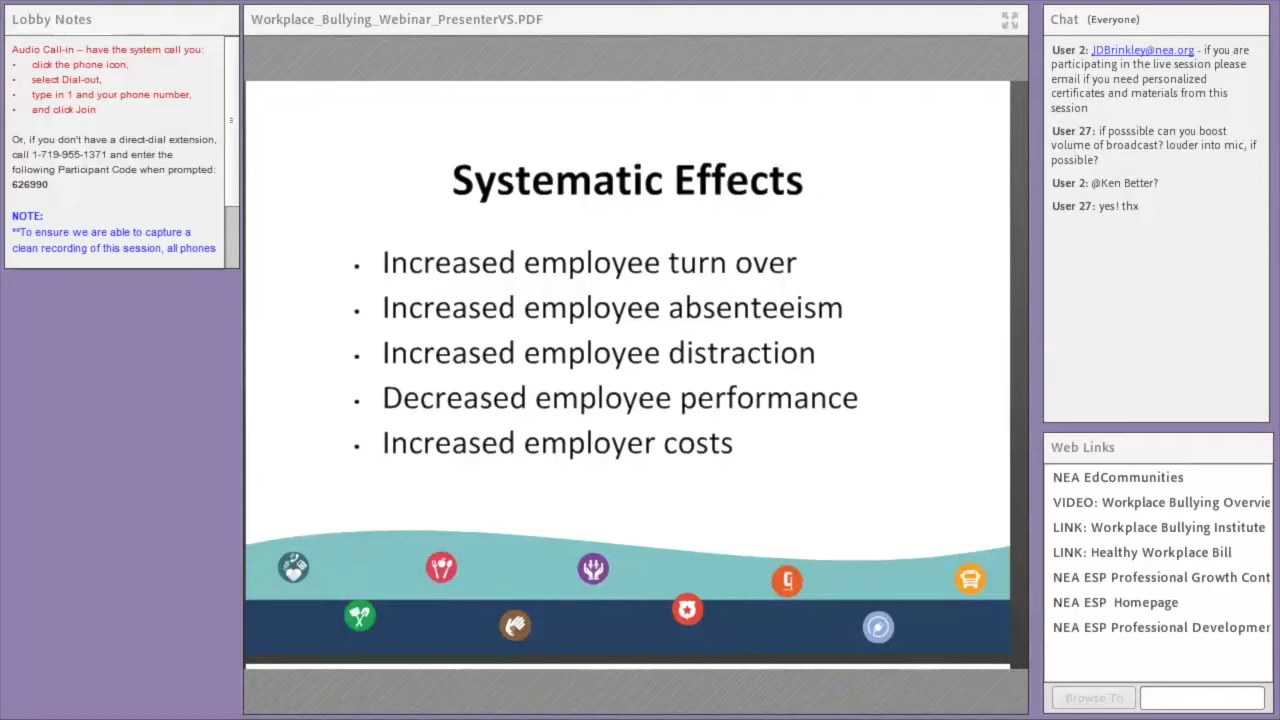 Lobby Notes
Audio Call-in – have the system call you:
• click the phone icon,
• select Dial-out,
• type in 1 and your phone number,
• and click Join
Or, if you don't have a direct-dial extension,
call 1-719-955-1371 and enter the
following Participant Code when prompted:
626990
NOTE:
**To ensure we are able to capture a
clean recording of this session, all phones
Workplace_Bullying_Webinar_PresenterVS.PDF
Systematic Effects
• Increased employee turn over
• Increased employee absenteeism
• Increased employee distraction
• Decreased employee performance
• Increased employer costs
Chat (Everyone)
User 2: JDBrinkley@nea.org - if you are
participating in the live session please
email if you need personalized
certificates and materials from this
session
User 27: if posssible can you boost
volume of broadcast? louder into mic, if
possible?
User 2: @Ken Better?
User 27: yes! thx
Web Links
NEA EdCommunities
VIDEO: Workplace Bullying Overvie
LINK: Workplace Bullying Institute
LINK: Healthy Workplace Bill
NEA ESP Professional Growth Cont
NEA ESP Homepage
NEA ESP Professional Developmer
Browse To